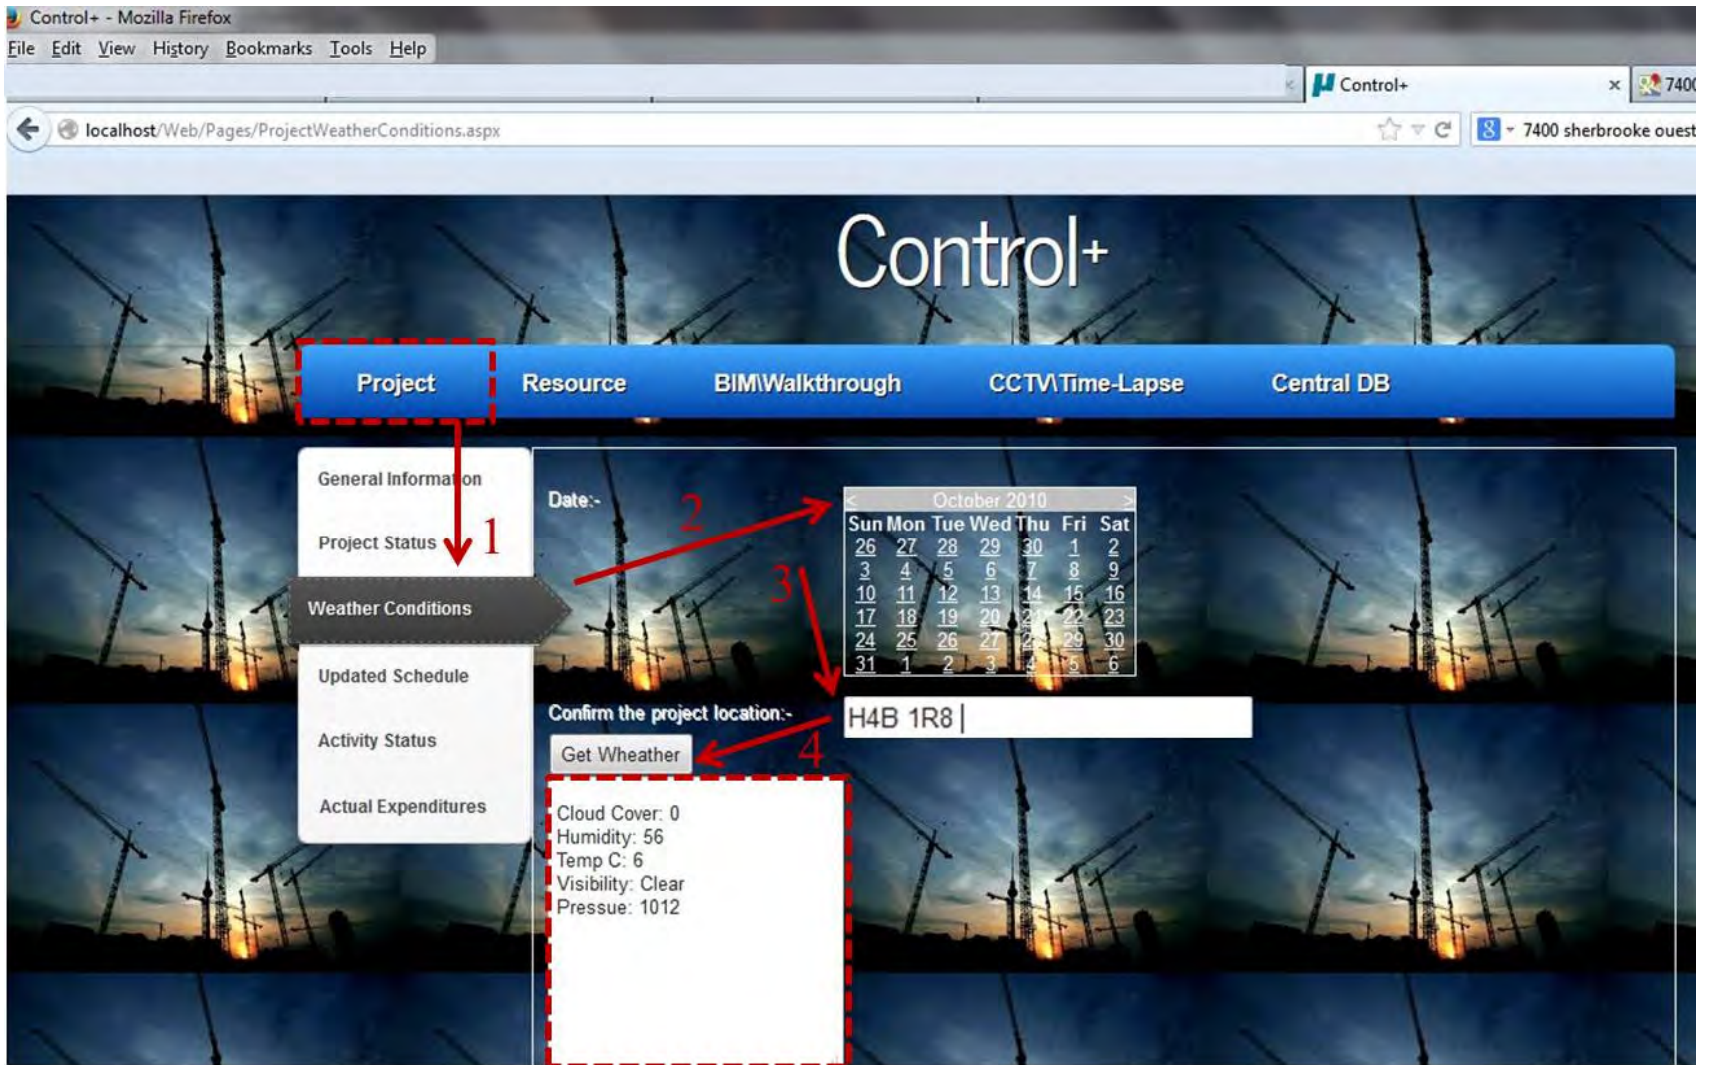 Control+ - Mozilla Firefox
File Edit View History Bookmarks Tools Help
Control+ × 7400
localhost/Web/Pages/ProjectWeatherConditions.aspx 8 7400 sherbrooke ouest
Control+
Project Resource BIM\Walkthrough CCTV\Time-Lapse Central DB
General Information
Project Status
Weather Conditions
Updated Schedule
Activity Status
Actual Expenditures
1
Date:-
2
< October 2010 >
Sun Mon Tue Wed Thu Fri Sat
26 27 28 29 30 1 2
3 4 5 6 7 8 9
10 11 12 13 14 15 16
17 18 19 20 21 22 23
24 25 26 27 28 29 30
31 1 2 3 4 5 6
3
Confirm the project location:- H4B 1R8
4
Get Wheather
Cloud Cover: 0
Humidity: 56
Temp C: 6
Visibility: Clear
Pressue: 1012